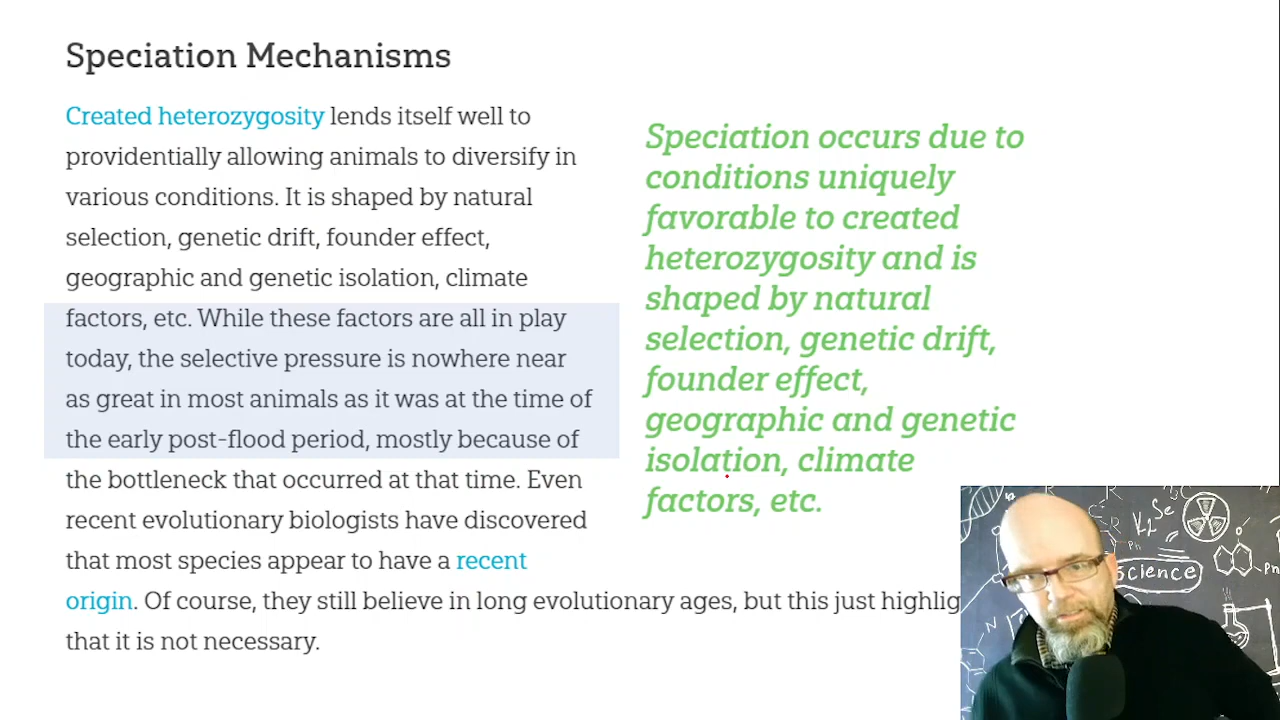 Speciation Mechanisms
Created heterozygosity lends itself well to
providentially allowing animals to diversify in
various conditions. It is shaped by natural
selection, genetic drift, founder effect,
geographic and genetic isolation, climate
factors, etc. While these factors are all in play
today, the selective pressure is nowhere near
as great in most animals as it was at the time of
the early post-flood period, mostly because of
the bottleneck that occurred at that time. Even
recent evolutionary biologists have discovered
that most species appear to have a recent
origin. Of course, they still believe in long evolutionary ages, but this just highlig
that it is not necessary.
Speciation occurs due to
conditions uniquely
favorable to created
heterozygosity and is
shaped by natural
selection, genetic drift,
founder effect,
geographic and genetic
isolation, climate
factors, etc.
Se
Ph
Science
Ph
N